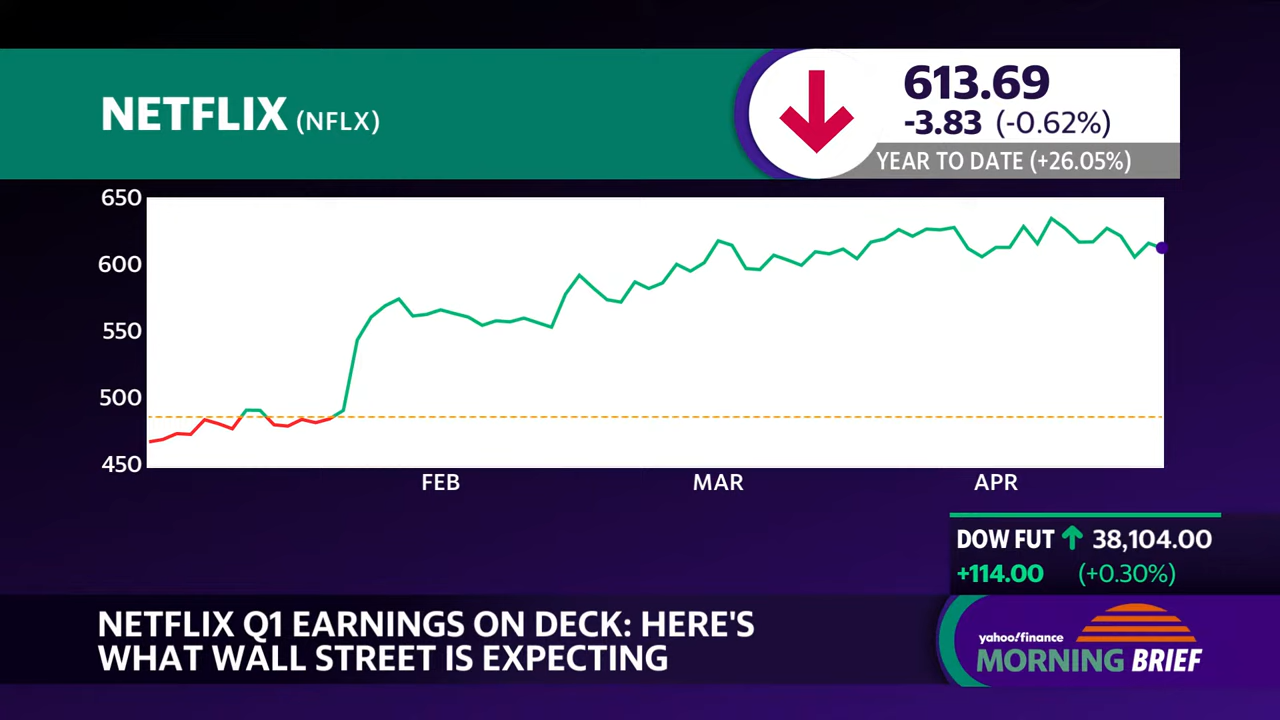 NETFLIX (NFLX)
613.69
-3.83 (-0.62%)
YEAR TO DATE (+26.05%)
650
600
550
500
450
FEB MAR APR
DOW FUT 38,104.00
+114.00 (+0.30%)
NETFLIX Q1 EARNINGS ON DECK: HERE'S
WHAT WALL STREET IS EXPECTING
yahoo!finance
MORNING BRIEF